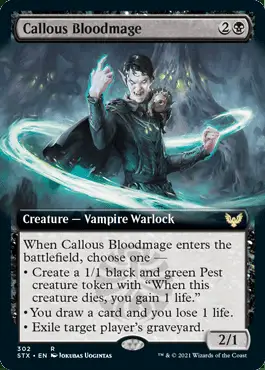 Callous Bloodmage 2
Creature — Vampire Warlock
When Callous Bloodmage enters the
battlefield, choose one —
• Create a 1/1 black and green Pest
creature token with "When this
creature dies, you gain 1 life."
• You draw a card and you lose 1 life.
• Exile target player's graveyard.
2/1
302 R
STX • EN JOKUBAS UOGINTAS
™ & © 2021 Wizards of the Coast